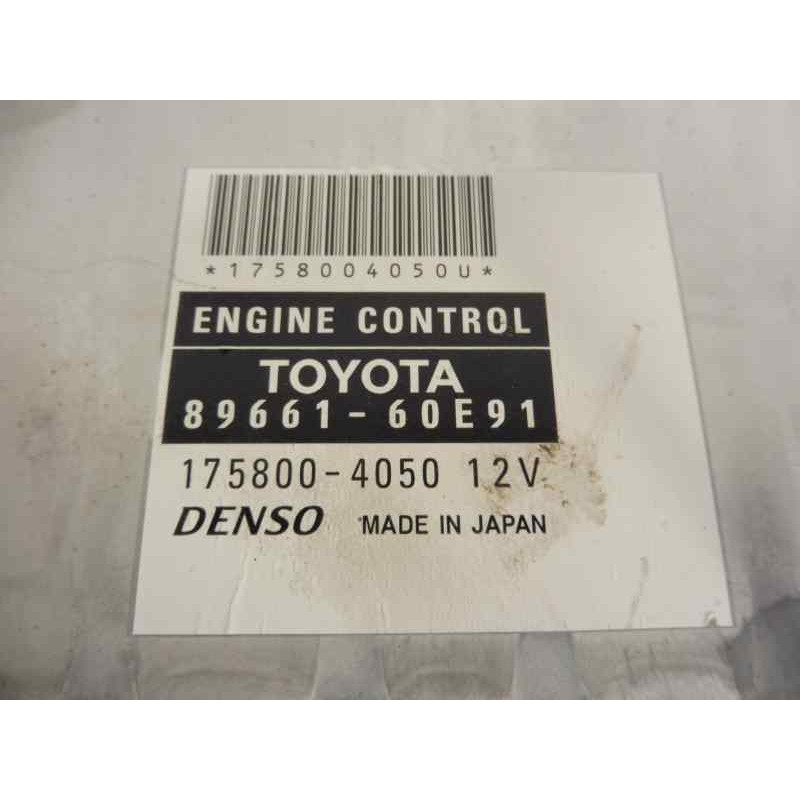 *1758004050U*
ENGINE CONTROL
TOYOTA
89661-60E91
175800-4050 12V
DENSO MADE IN JAPAN